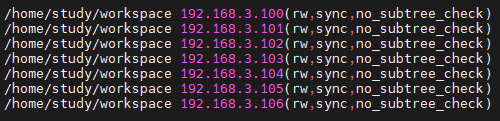 /home/study/workspace 192.168.3.100(rw,sync,no_subtree_check)
/home/study/workspace 192.168.3.101(rw,sync,no_subtree_check)
/home/study/workspace 192.168.3.102(rw,sync,no_subtree_check)
/home/study/workspace 192.168.3.103(rw,sync,no_subtree_check)
/home/study/workspace 192.168.3.104(rw,sync,no_subtree_check)
/home/study/workspace 192.168.3.105(rw,sync,no_subtree_check)
/home/study/workspace 192.168.3.106(rw,sync,no_subtree_check)